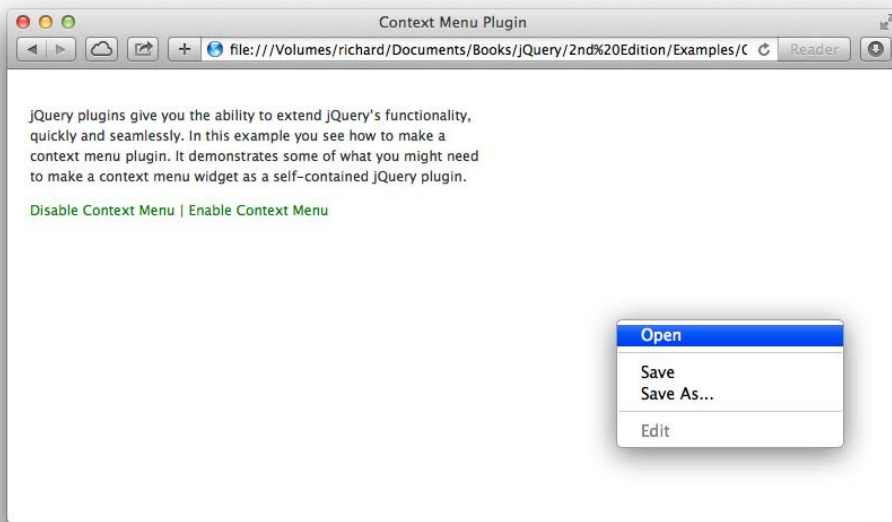 Context Menu Plugin
file:///Volumes/richard/Documents/Books/jQuery/2nd%20Edition/Examples/C
Reader
jQuery plugins give you the ability to extend jQuery's functionality,
quickly and seamlessly. In this example you see how to make a
context menu plugin. It demonstrates some of what you might need
to make a context menu widget as a self-contained jQuery plugin.
Disable Context Menu | Enable Context Menu
Open
Save
Save As...
Edit